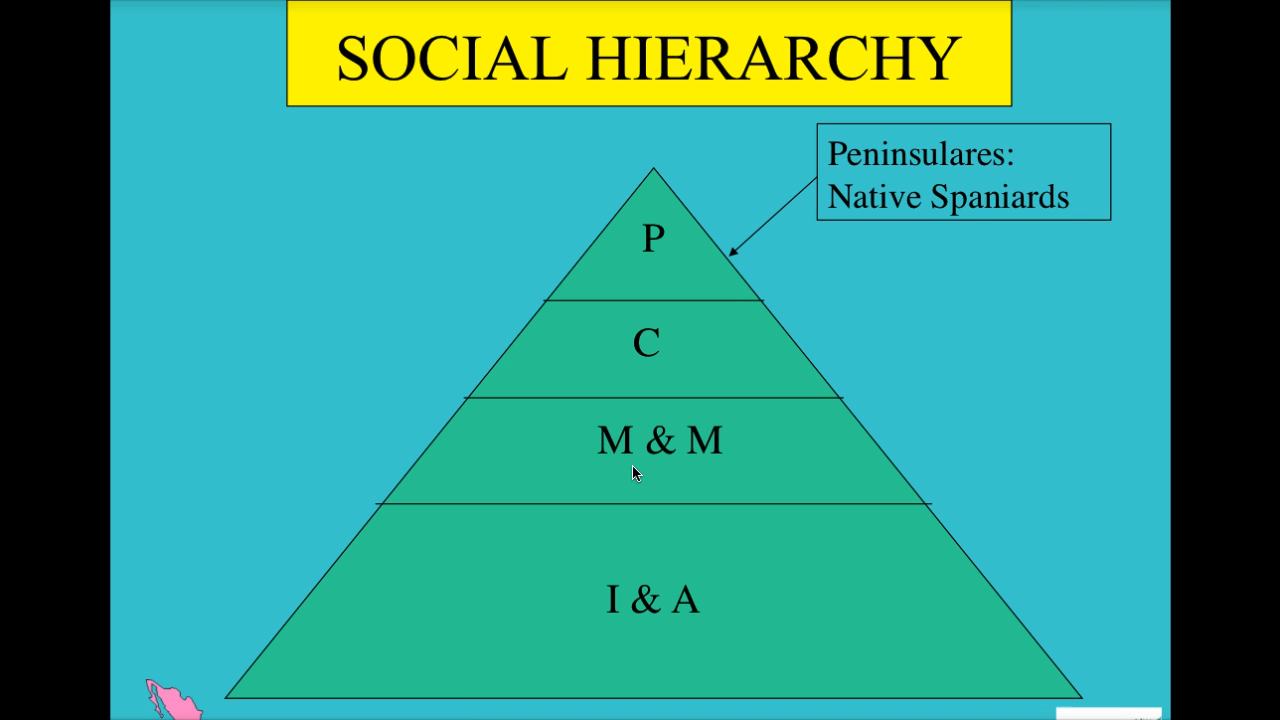 SOCIAL HIERARCHY
Peninsulares:
Native Spaniards
P
C
M & M
I & A